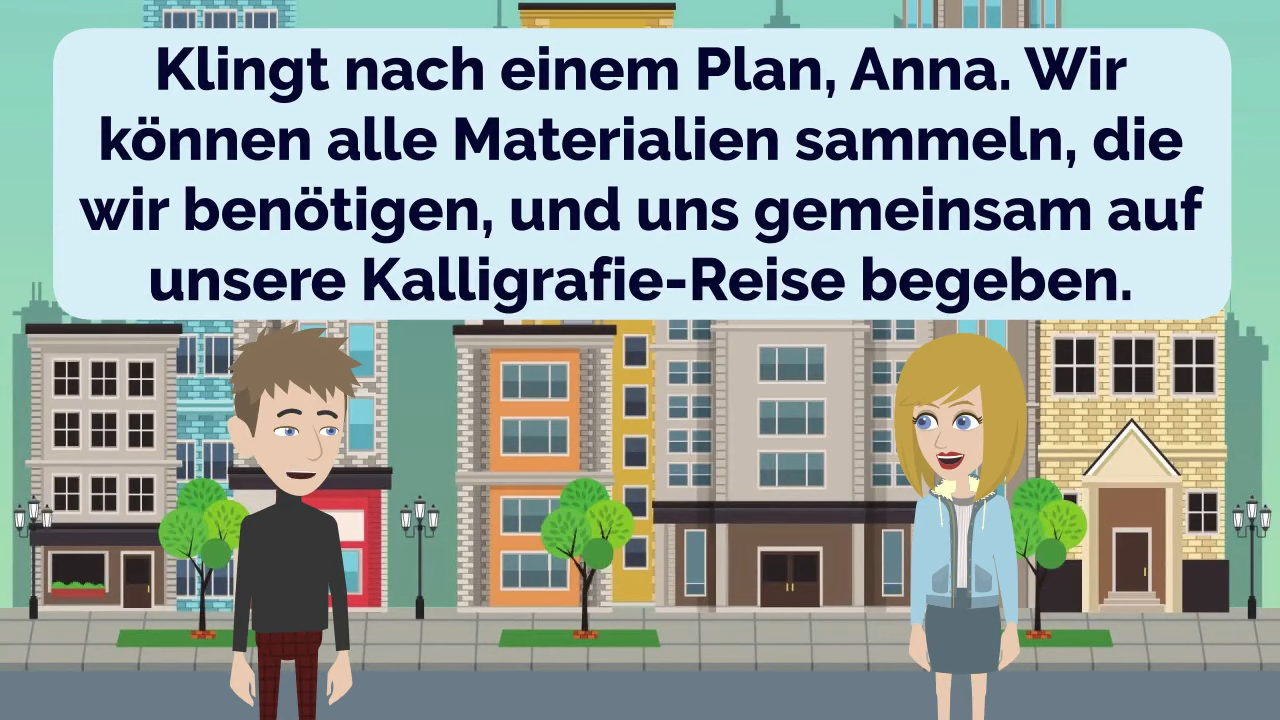 Klingt nach einem Plan, Anna. Wir
können alle Materialien sammeln, die
wir benötigen, und uns gemeinsam auf
unsere Kalligrafie-Reise begeben.